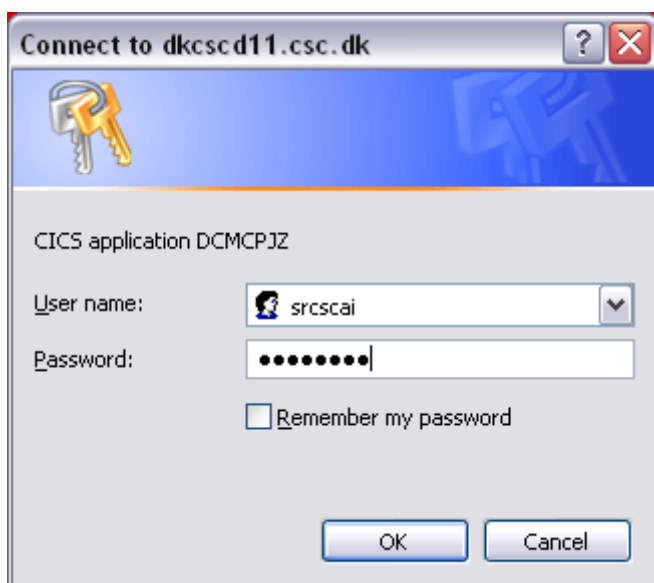 Connect to dkcscd11.csc.dk
CICS application DCMCPJZ
User name: srcscai
Password: ●●●●●●●●
Remember my password
OK Cancel